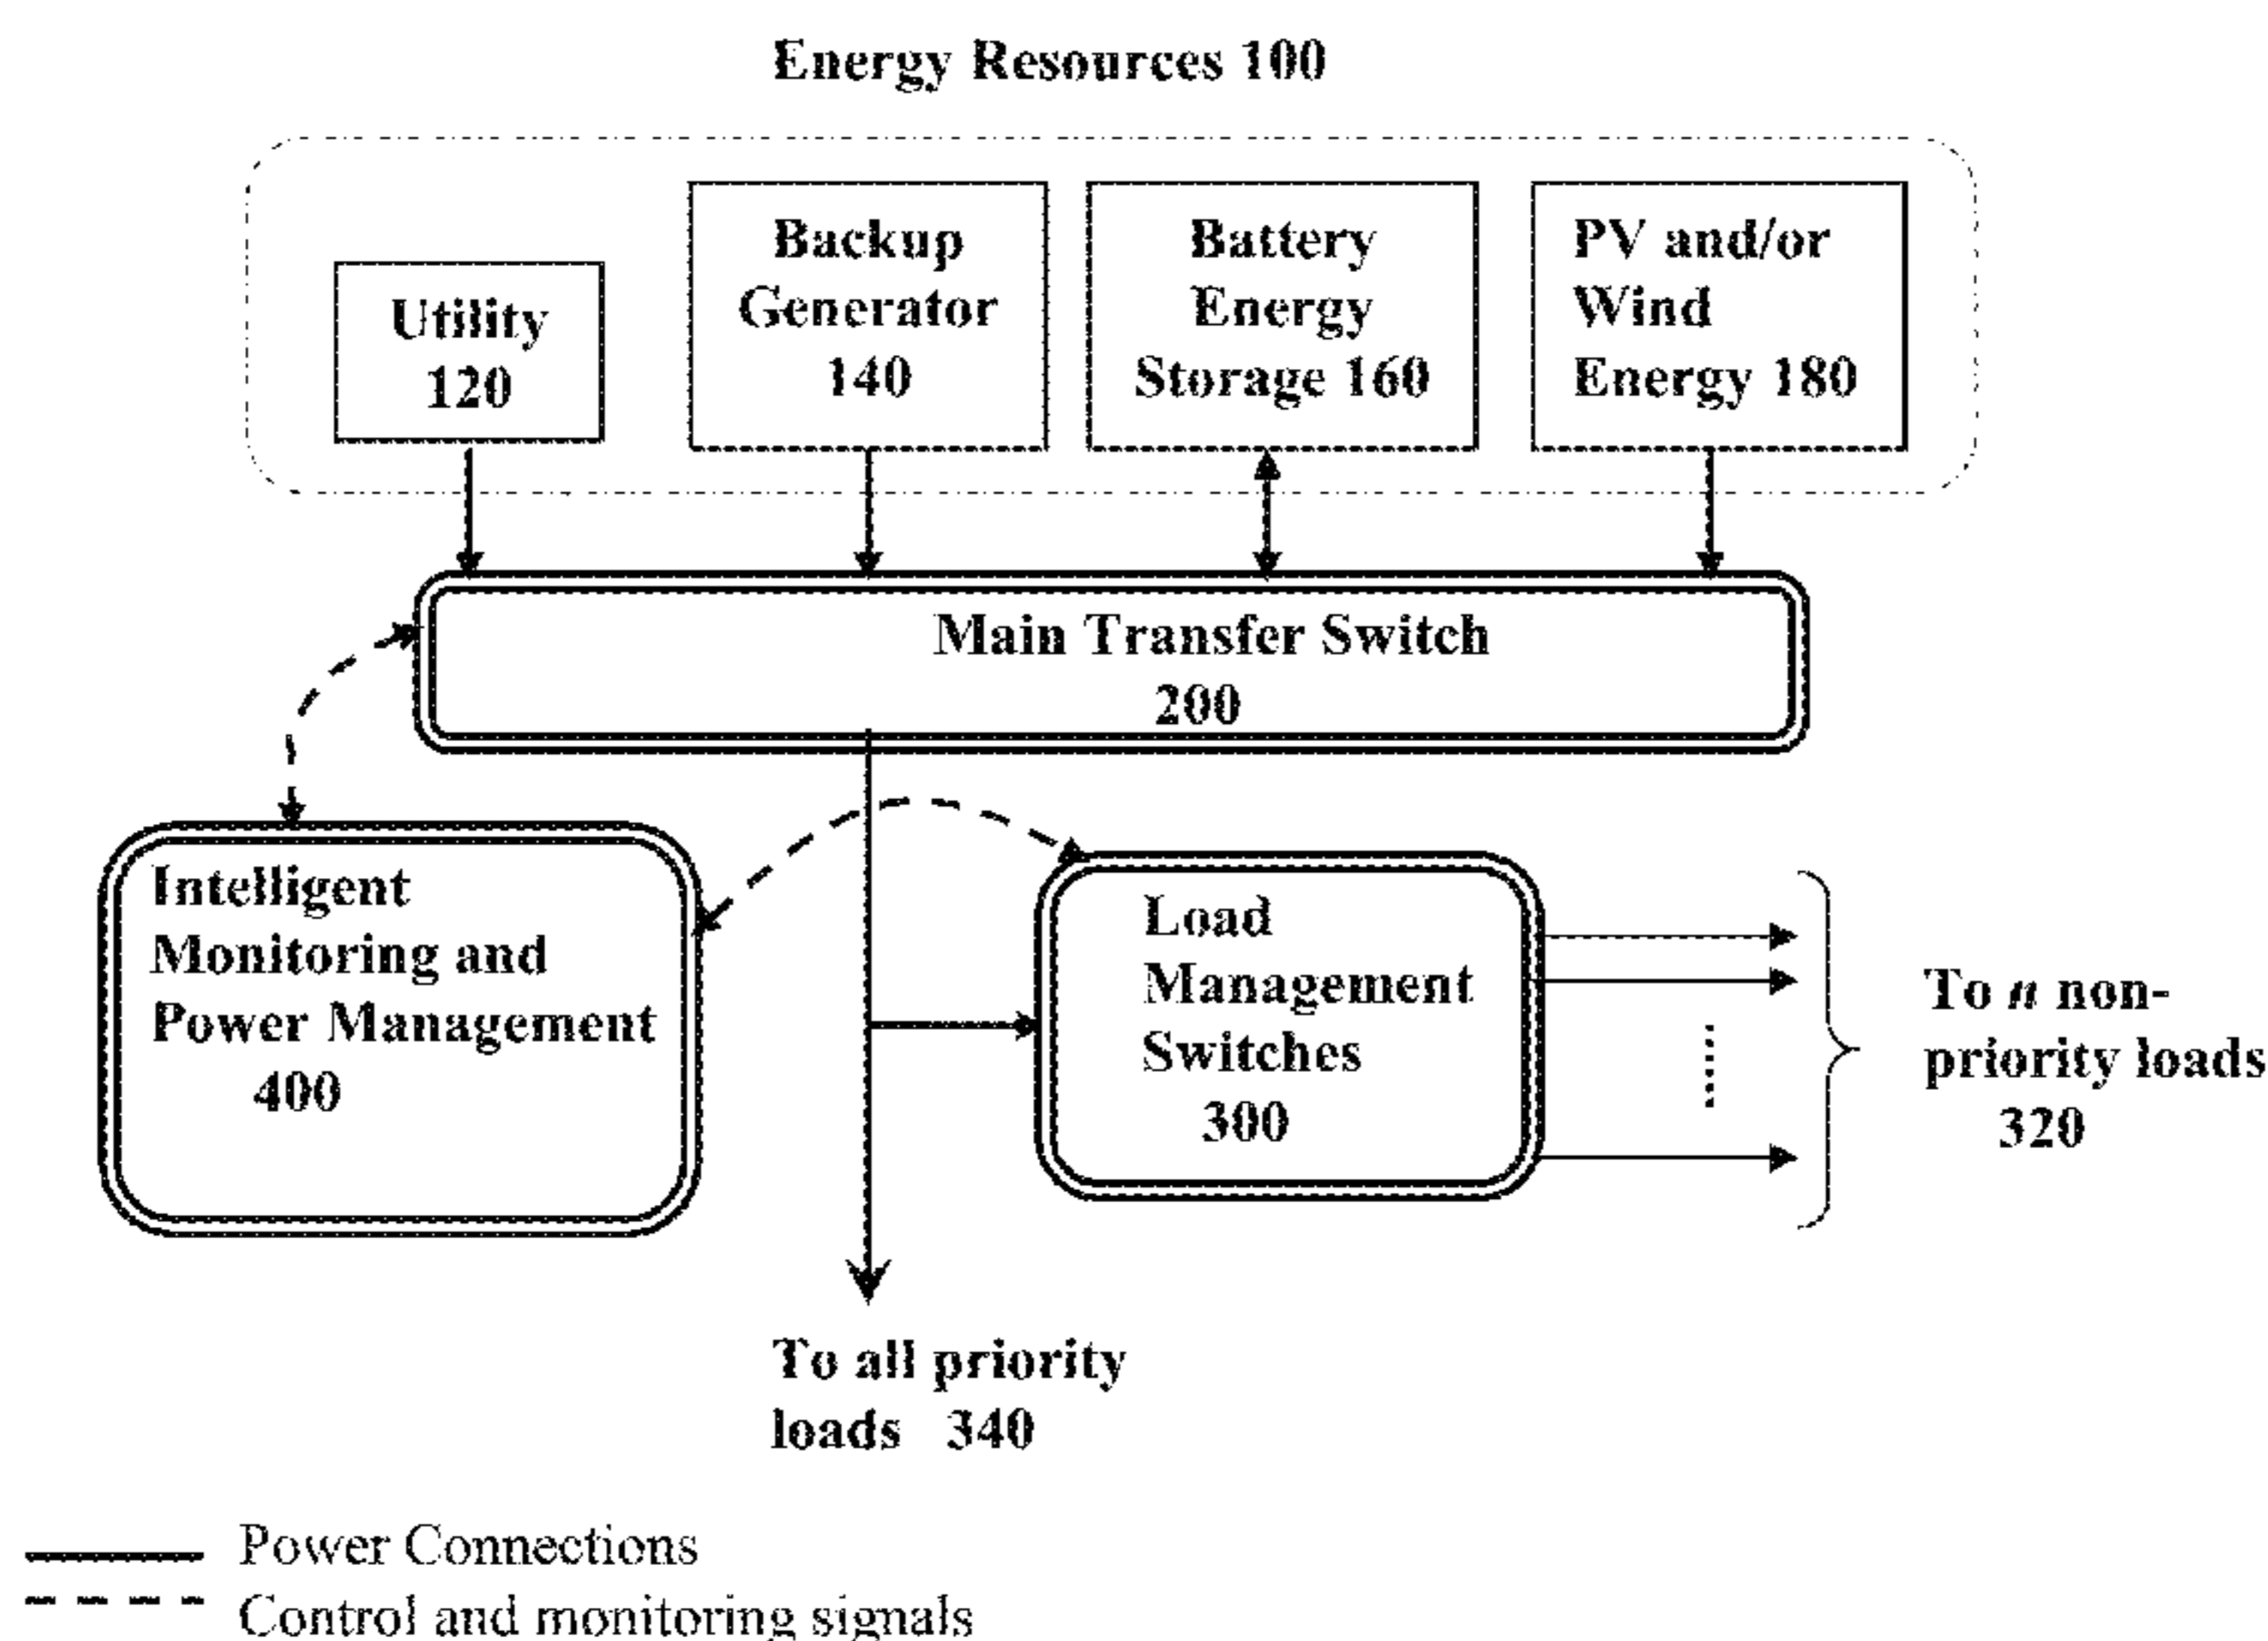 Energy Resources 100
Utility
120
Backup
Generator
140
Battery
Energy
Storage 160
PV and/or
Wind
Energy 180
Main Transfer Switch
200
Intelligent
Monitoring and
Power Management
400
Load
Management
Switches
300
To n non-
priority loads
320
To all priority
loads 340
Power Connections
Control and monitoring signals